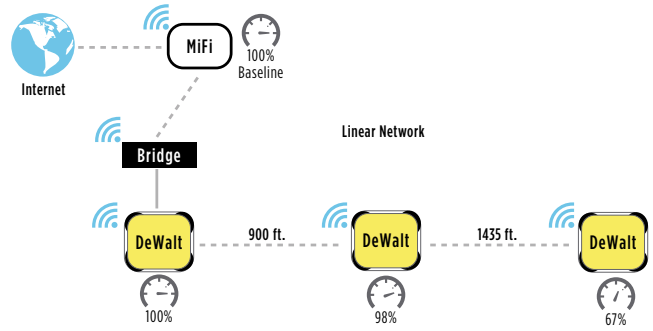 MiFi
100%
Baseline
Internet
Linear Network
Bridge
DeWalt
900 ft.
DeWalt
1435 ft.
DeWalt
100%
98%
67%